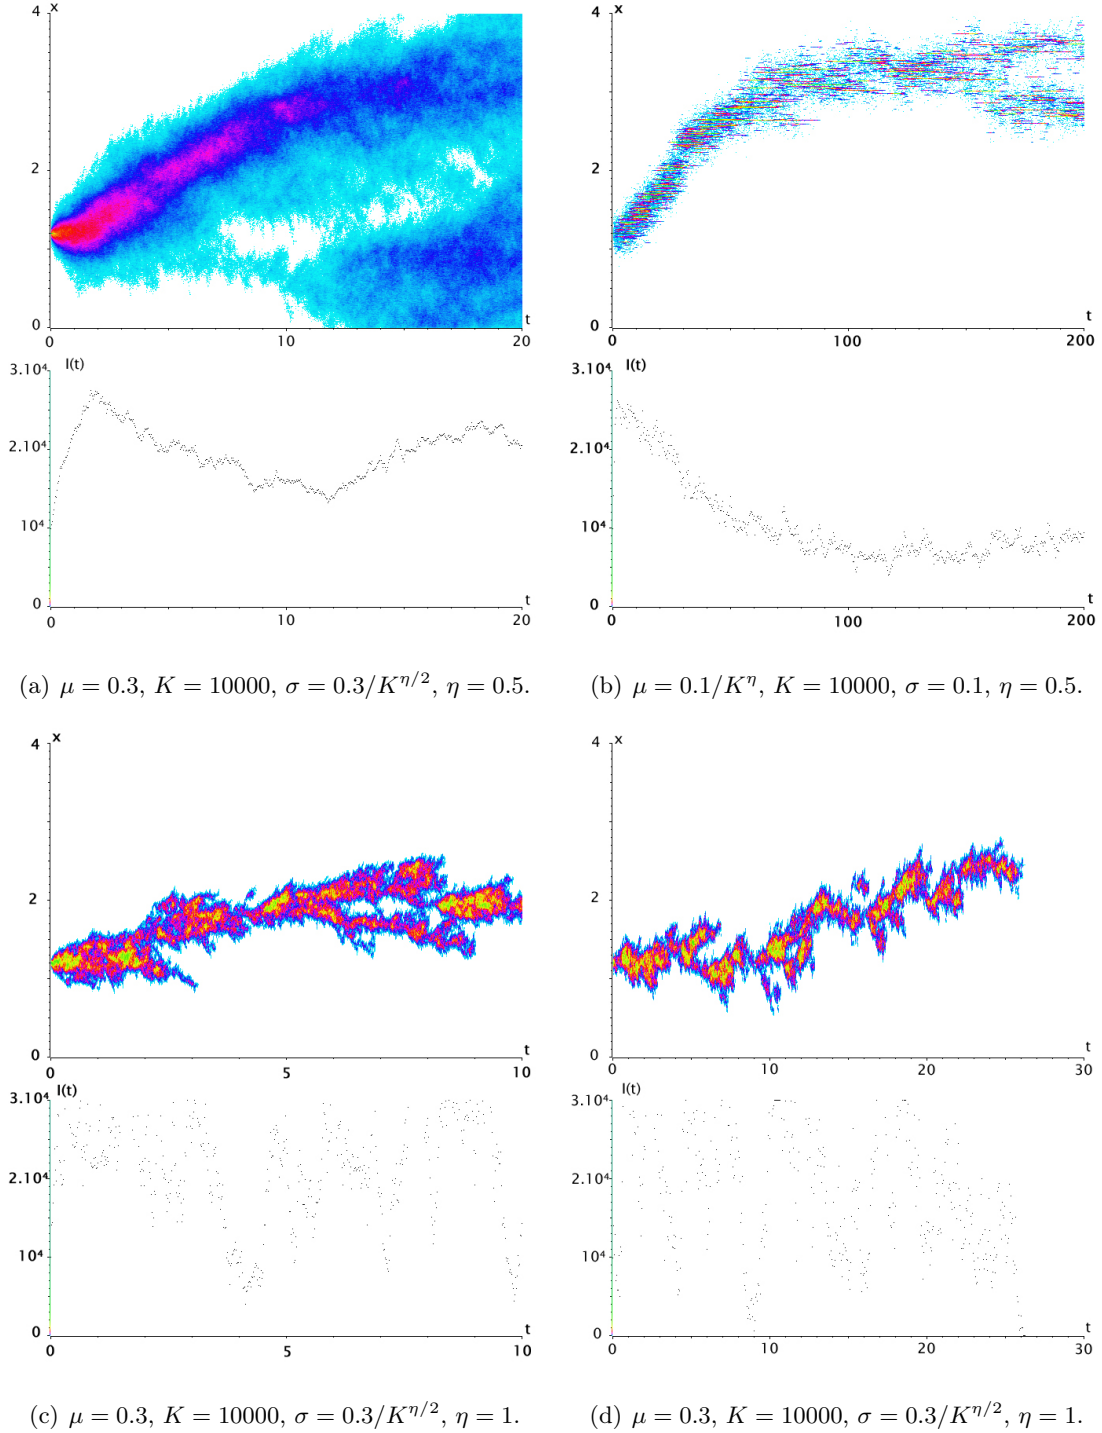 4 x
2
0
0 10 20 t
I(t)
3.10⁴
2.10⁴
10⁴
0
0 10 20 t
4 x
2
0
0 100 200 t
I(t)
3.10⁴
2.10⁴
10⁴
0
0 100 200 t
(a) μ = 0.3, K = 10000, σ = 0.3/K^{η/2}, η = 0.5.
(b) μ = 0.1/K^η, K = 10000, σ = 0.1, η = 0.5.
4 x
2
0
0 5 10 t
I(t)
3.10⁴
2.10⁴
10⁴
0
0 5 10 t
4 x
2
0
0 10 20 30 t
I(t)
3.10⁴
2.10⁴
10⁴
0
0 10 20 30 t
(c) μ = 0.3, K = 10000, σ = 0.3/K^{η/2}, η = 1.
(d) μ = 0.3, K = 10000, σ = 0.3/K^{η/2}, η = 1.